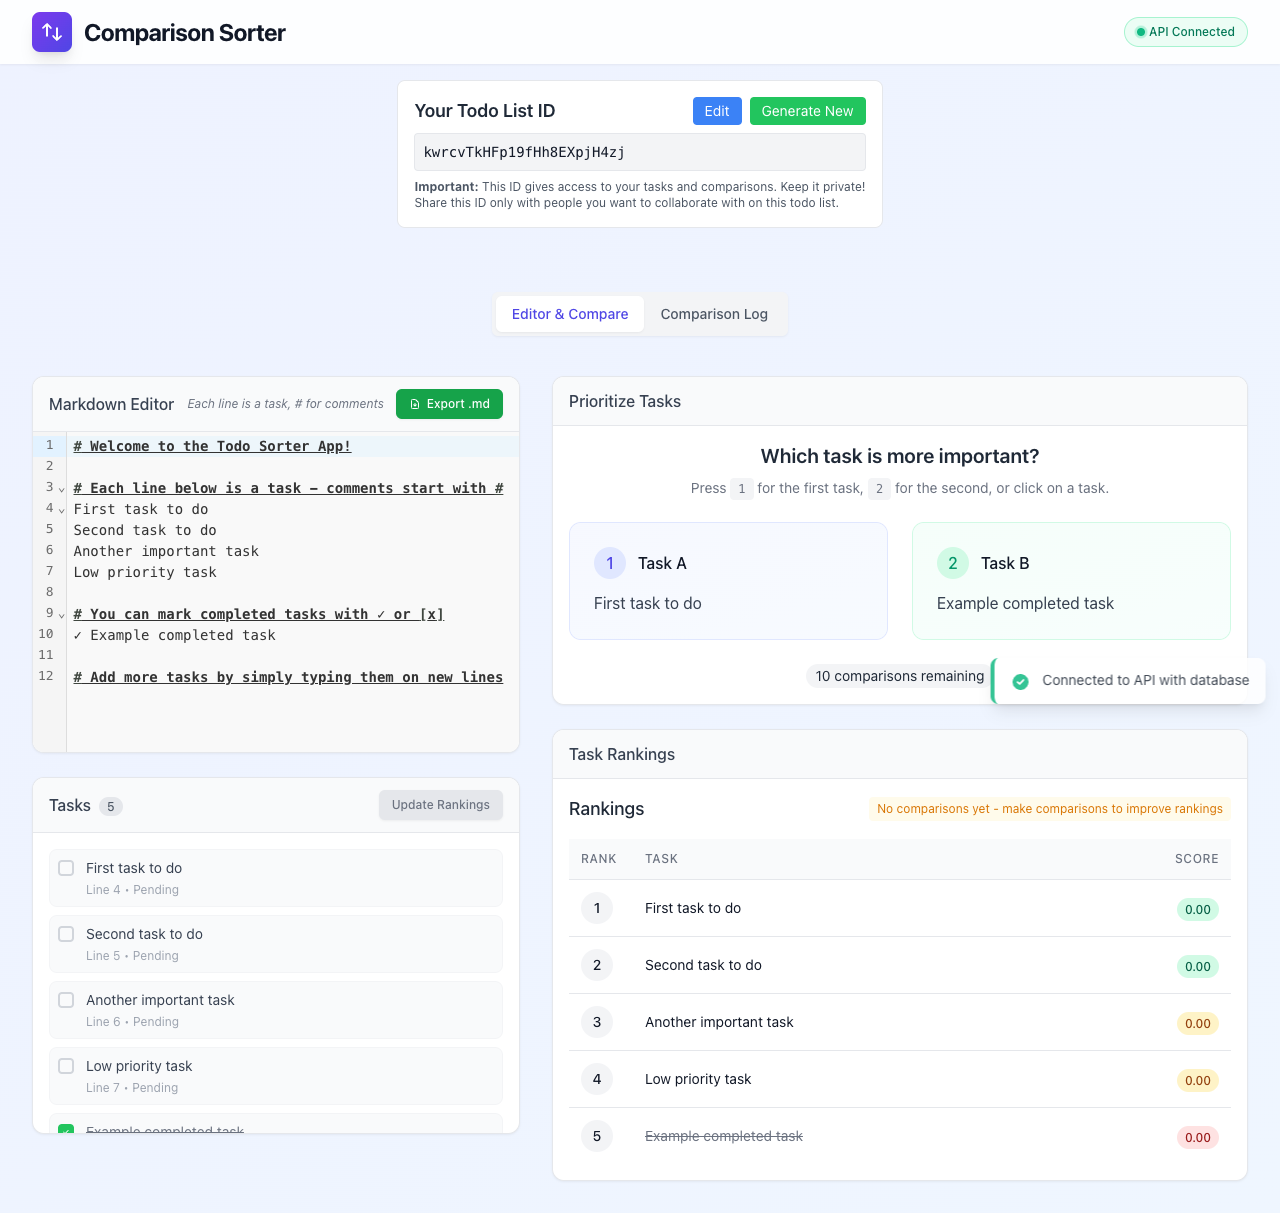 Comparison Sorter
API Connected
Your Todo List ID
Edit
Generate New
kwrcvTkHFp19fHh8EXpjH4zj
Important: This ID gives access to your tasks and comparisons. Keep it private!
Share this ID only with people you want to collaborate with on this todo list.
Editor & Compare
Comparison Log
Markdown Editor
Each line is a task, # for comments
Export .md
1 # Welcome to the Todo Sorter App!
2
3 # Each line below is a task – comments start with #
4 First task to do
5 Second task to do
6 Another important task
7 Low priority task
8
9 # You can mark completed tasks with ✓ or [x]
10 ✓ Example completed task
11
12 # Add more tasks by simply typing them on new lines
Tasks 5
Update Rankings
First task to do
Line 4 • Pending
Second task to do
Line 5 • Pending
Another important task
Line 6 • Pending
Low priority task
Line 7 • Pending
Example completed task
Prioritize Tasks
Which task is more important?
Press 1 for the first task, 2 for the second, or click on a task.
1 Task A
First task to do
2 Task B
Example completed task
10 comparisons remaining
Connected to API with database
Task Rankings
Rankings
No comparisons yet - make comparisons to improve rankings
RANK TASK SCORE
1 First task to do 0.00
2 Second task to do 0.00
3 Another important task 0.00
4 Low priority task 0.00
5 Example completed task 0.00